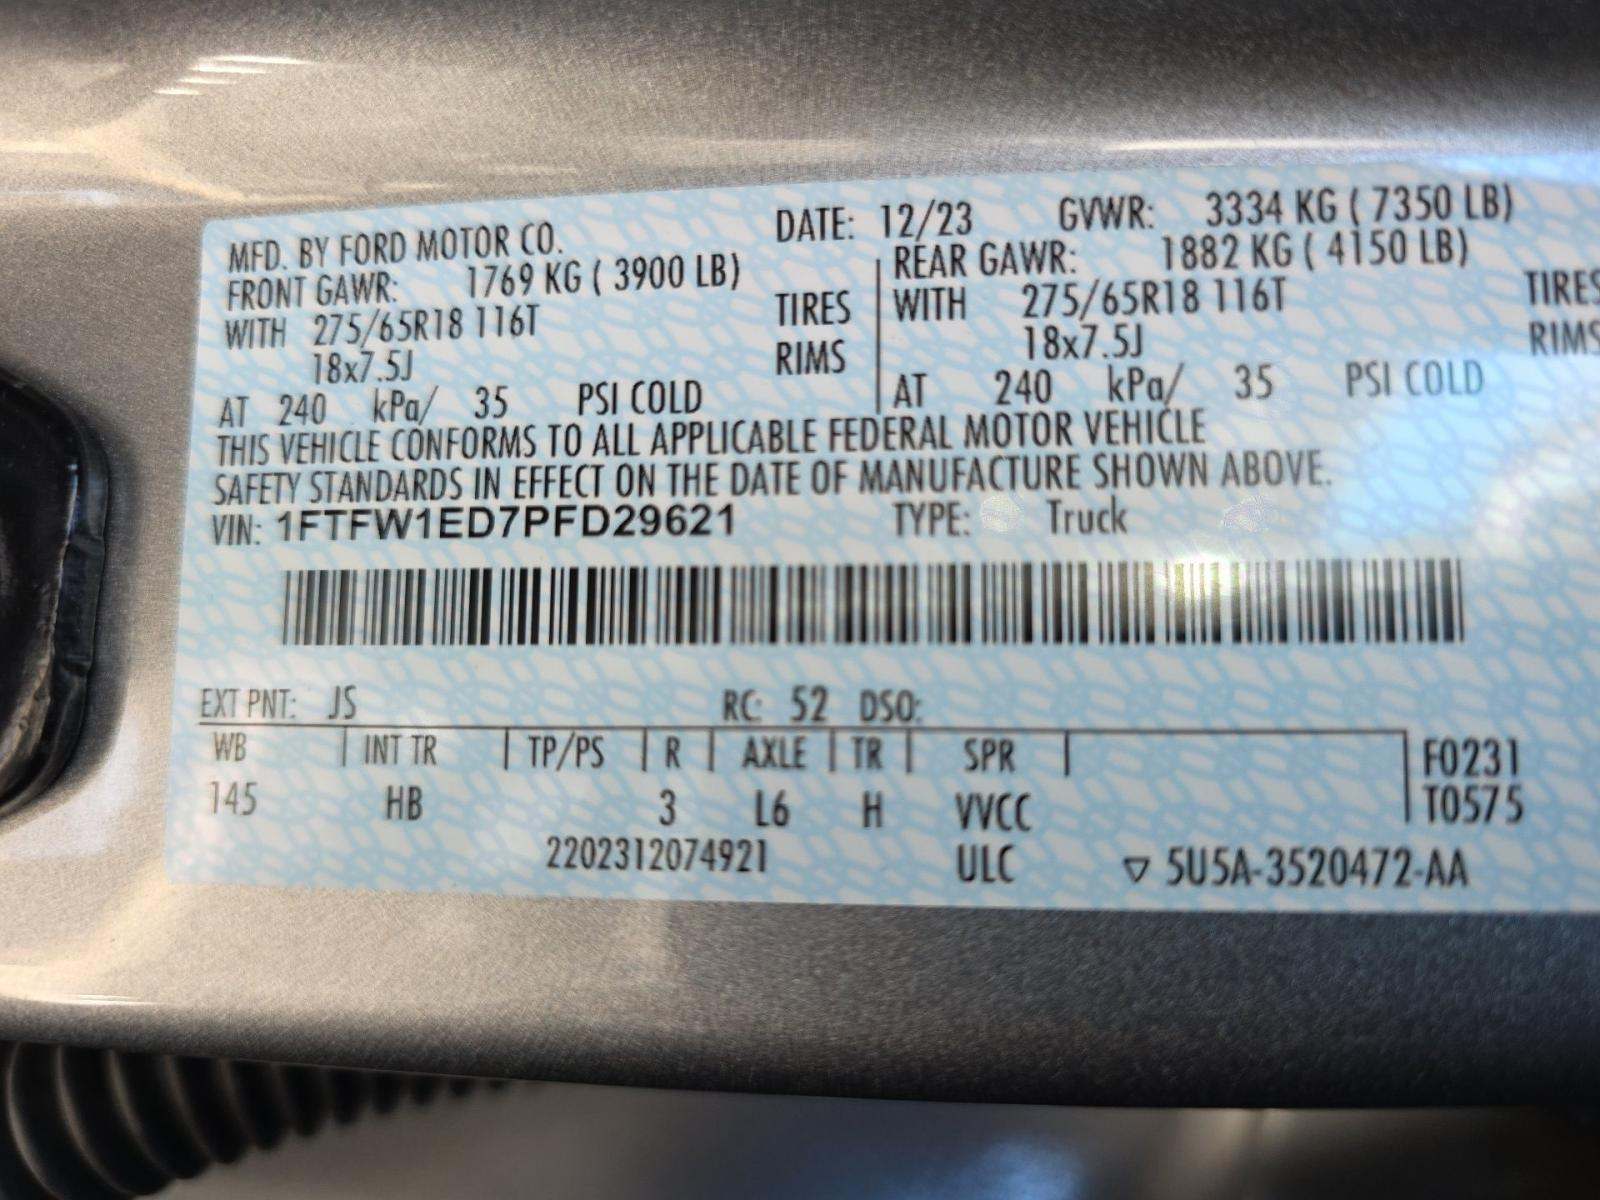 MFD. BY FORD MOTOR CO. DATE: 12/23 GVWR: 3334 KG ( 7350 LB)
FRONT GAWR: 1769 KG ( 3900 LB) REAR GAWR: 1882 KG ( 4150 LB)
WITH 275/65R18 116T TIRES WITH 275/65R18 116T TIRES
18x7.5J RIMS 18x7.5J RIMS
AT 240 kPa/ 35 PSI COLD AT 240 kPa/ 35 PSI COLD
THIS VEHICLE CONFORMS TO ALL APPLICABLE FEDERAL MOTOR VEHICLE
SAFETY STANDARDS IN EFFECT ON THE DATE OF MANUFACTURE SHOWN ABOVE.
VIN: 1FTFW1ED7PFD29621 TYPE: Truck
EXT PNT: JS RC: 52 DSO:
WB INT TR TP/PS R AXLE TR SPR F0231
145 HB 3 L6 H VVCC T0575
2202312074921 ULC ▽ 5U5A-3520472-AA